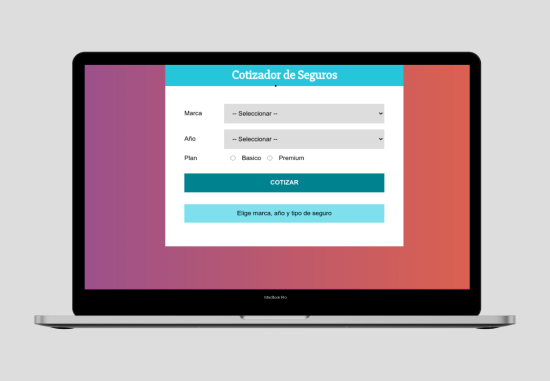 Cotizador de Seguros
Marca
-- Seleccionar --
Año
-- Seleccionar --
Plan
Basico
Premium
COTIZAR
Elige marca, año y tipo de seguro
MacBook Pro